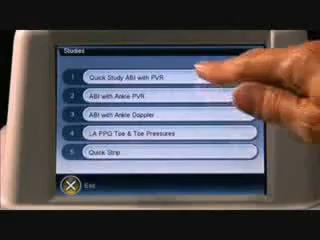 Studies
1 Quick Study ABI with PVR
2 ABI with Ankle PVR
3 ABI with Ankle Doppler
4 LA PPG Toe & Toe Pressures
5 Quick Strip
Esc